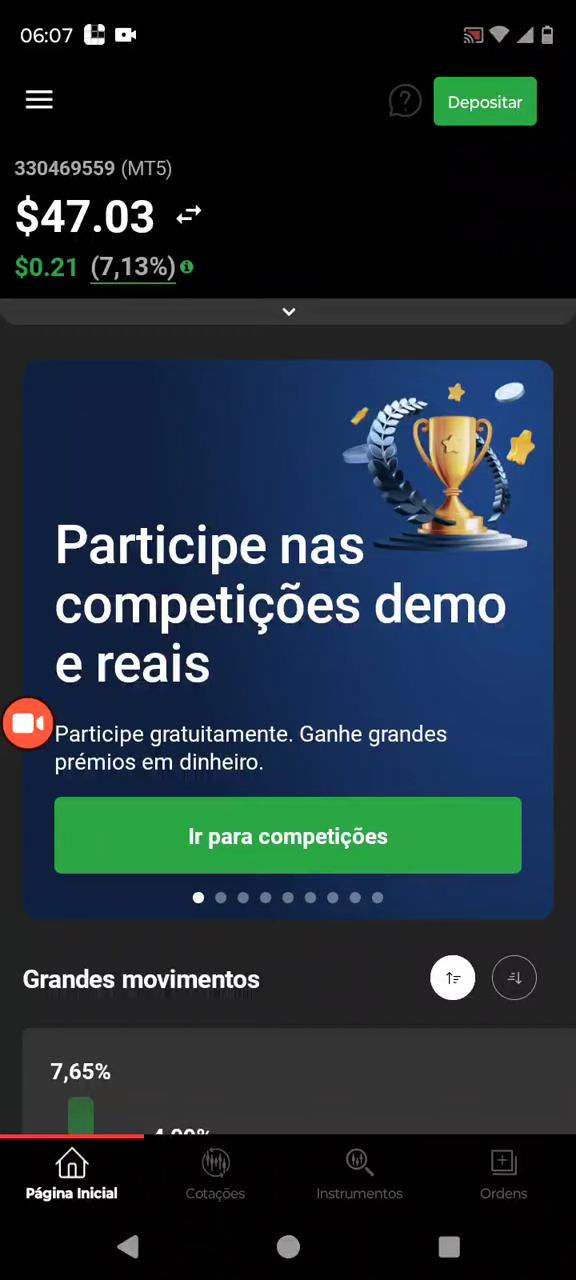 06:07
Depositar
330469559 (MT5)
$47.03
$0.21 (7,13%)
Participe nas
competições demo
e reais
Participe gratuitamente. Ganhe grandes
prémios em dinheiro.
Ir para competições
Grandes movimentos
7,65%
Página Inicial
Cotações
Instrumentos
Ordens